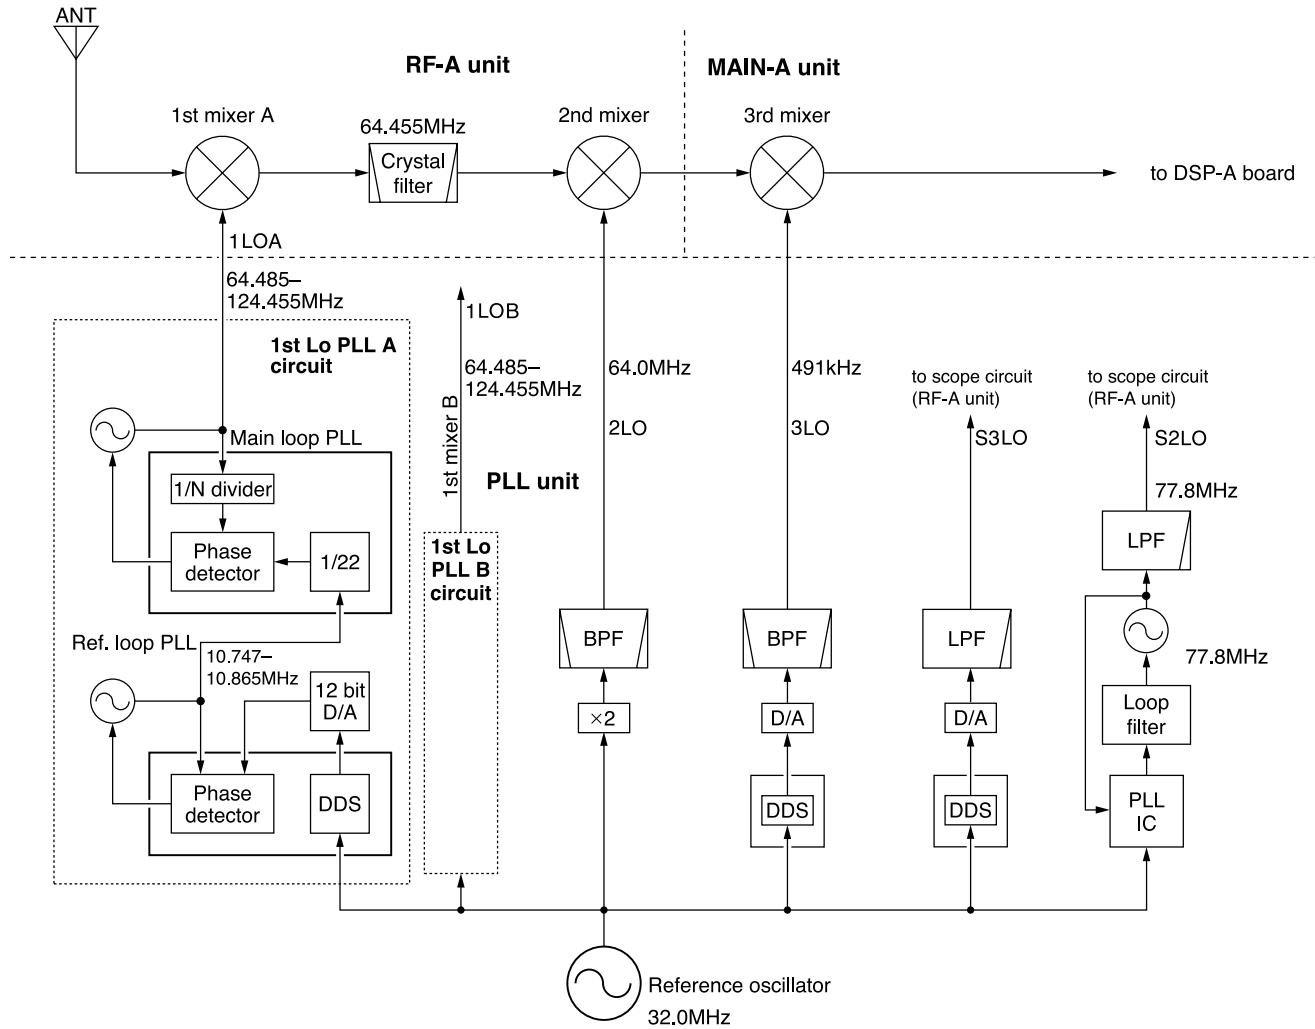 ANT
RF-A unit
MAIN-A unit
1st mixer A
64.455MHz
2nd mixer
3rd mixer
Crystal
filter
to DSP-A board
1LOA
64.485–
124.455MHz
1LOB
1st Lo PLL A
circuit
64.485–
124.455MHz
64.0MHz
491kHz
to scope circuit
(RF-A unit)
to scope circuit
(RF-A unit)
1st mixer B
2LO
3LO
S3LO
S2LO
Main loop PLL
PLL unit
77.8MHz
1/N divider
Phase
detector
1/22
1st Lo
PLL B
circuit
LPF
Ref. loop PLL
10.747–
10.865MHz
BPF
BPF
LPF
77.8MHz
12 bit
D/A
×2
D/A
D/A
Loop
filter
Phase
detector
DDS
DDS
DDS
PLL
IC
Reference oscillator
32.0MHz